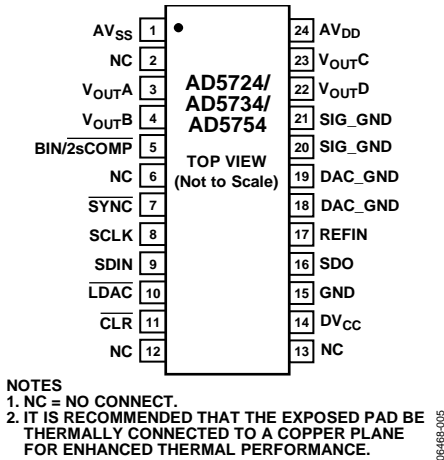 AVSS 1
NC 2
VOUTA 3
VOUTB 4
BIN/2sCOMP 5
NC 6
SYNC 7
SCLK 8
SDIN 9
LDAC 10
CLR 11
NC 12
AD5724/
AD5734/
AD5754
TOP VIEW
(Not to Scale)
24 AVDD
23 VOUTC
22 VOUTD
21 SIG_GND
20 SIG_GND
19 DAC_GND
18 DAC_GND
17 REFIN
16 SDO
15 GND
14 DVCC
13 NC
NOTES
1. NC = NO CONNECT.
2. IT IS RECOMMENDED THAT THE EXPOSED PAD BE
THERMALLY CONNECTED TO A COPPER PLANE
FOR ENHANCED THERMAL PERFORMANCE.
06468-005